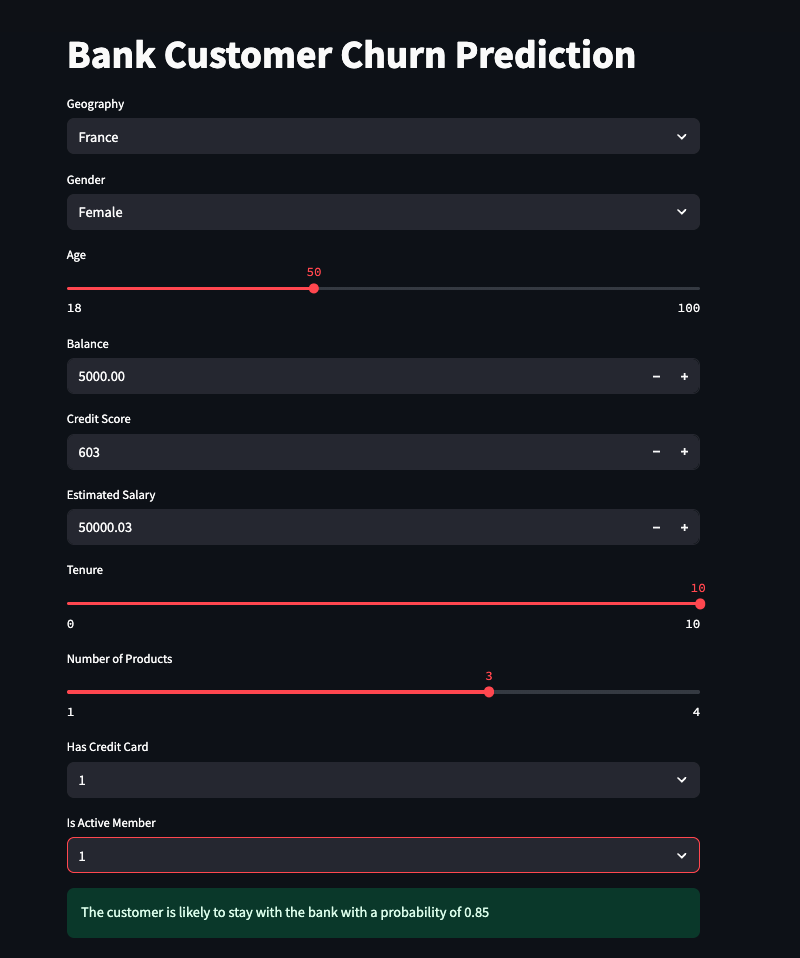 Bank Customer Churn Prediction
Geography
France
Gender
Female
Age
50
18 100
Balance
5000.00 − +
Credit Score
603 − +
Estimated Salary
50000.03 − +
Tenure
10
0 10
Number of Products
3
1 4
Has Credit Card
1
Is Active Member
1
The customer is likely to stay with the bank with a probability of 0.85